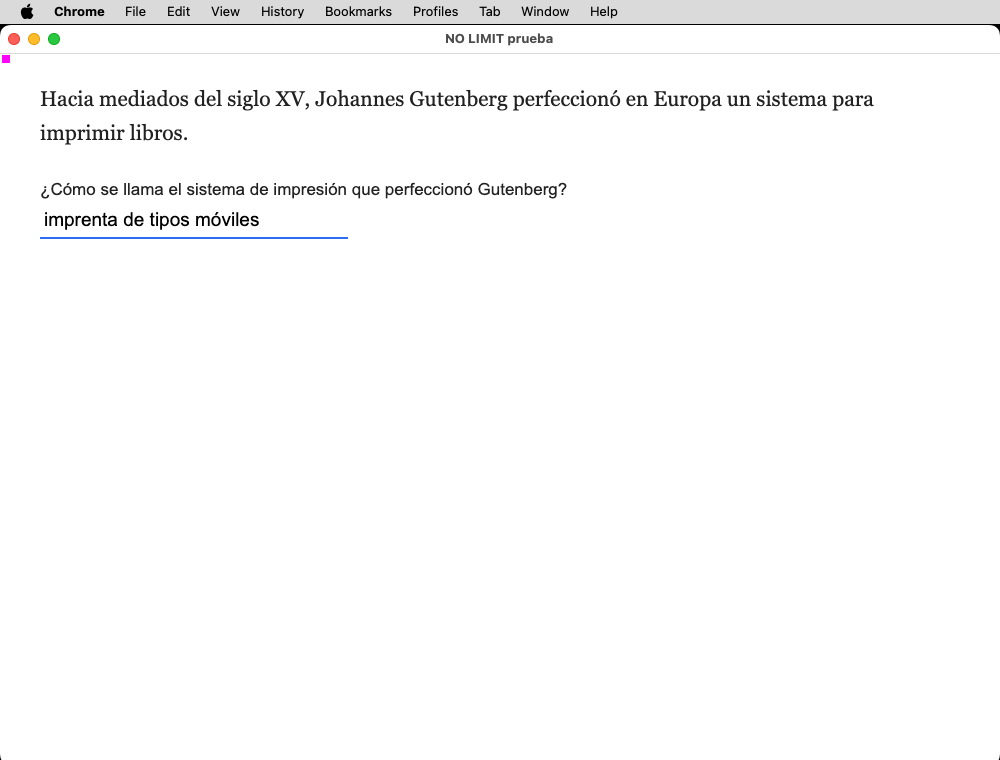 Chrome File Edit View History Bookmarks Profiles Tab Window Help
NO LIMIT prueba
Hacia mediados del siglo XV, Johannes Gutenberg perfeccionó en Europa un sistema para
imprimir libros.
¿Cómo se llama el sistema de impresión que perfeccionó Gutenberg?
imprenta de tipos móviles